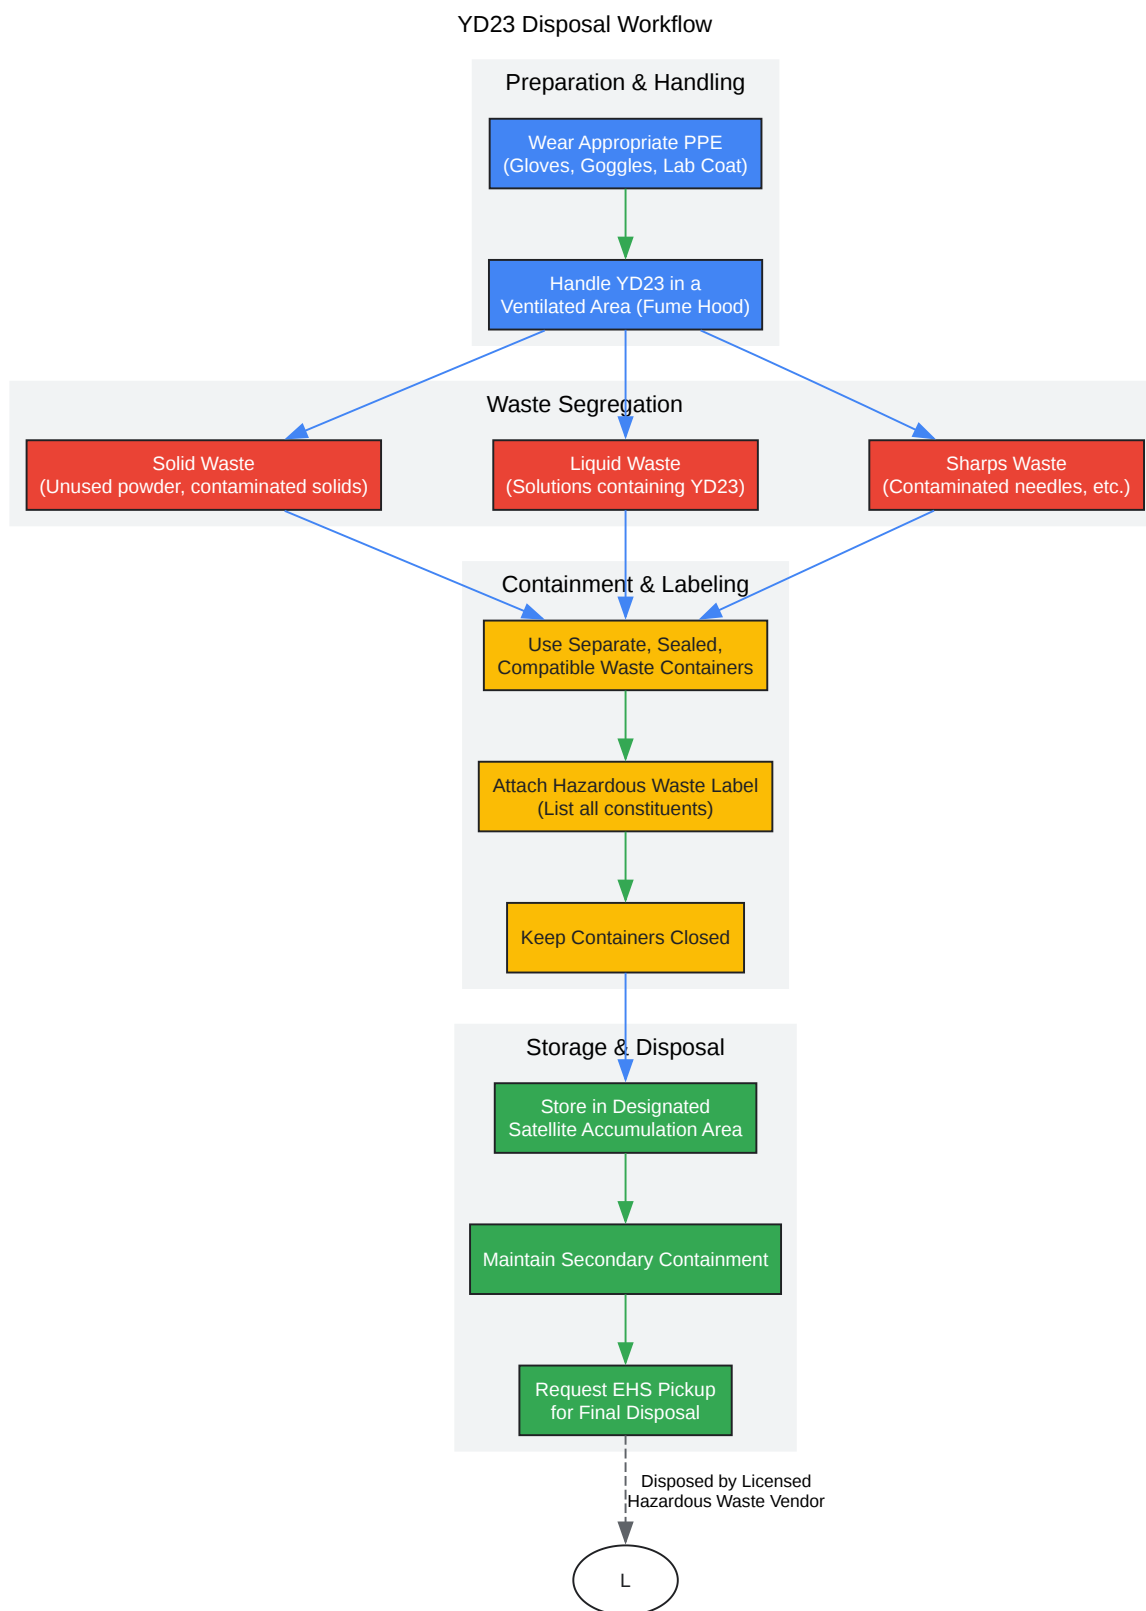 YD23 Disposal Workflow
Preparation & Handling
Wear Appropriate PPE
(Gloves, Goggles, Lab Coat)
Handle YD23 in a
Ventilated Area (Fume Hood)
Waste Segregation
Solid Waste
(Unused powder, contaminated solids)
Liquid Waste
(Solutions containing YD23)
Sharps Waste
(Contaminated needles, etc.)
Containment & Labeling
Use Separate, Sealed,
Compatible Waste Containers
Attach Hazardous Waste Label
(List all constituents)
Keep Containers Closed
Storage & Disposal
Store in Designated
Satellite Accumulation Area
Maintain Secondary Containment
Request EHS Pickup
for Final Disposal
Disposed by Licensed
Hazardous Waste Vendor
L